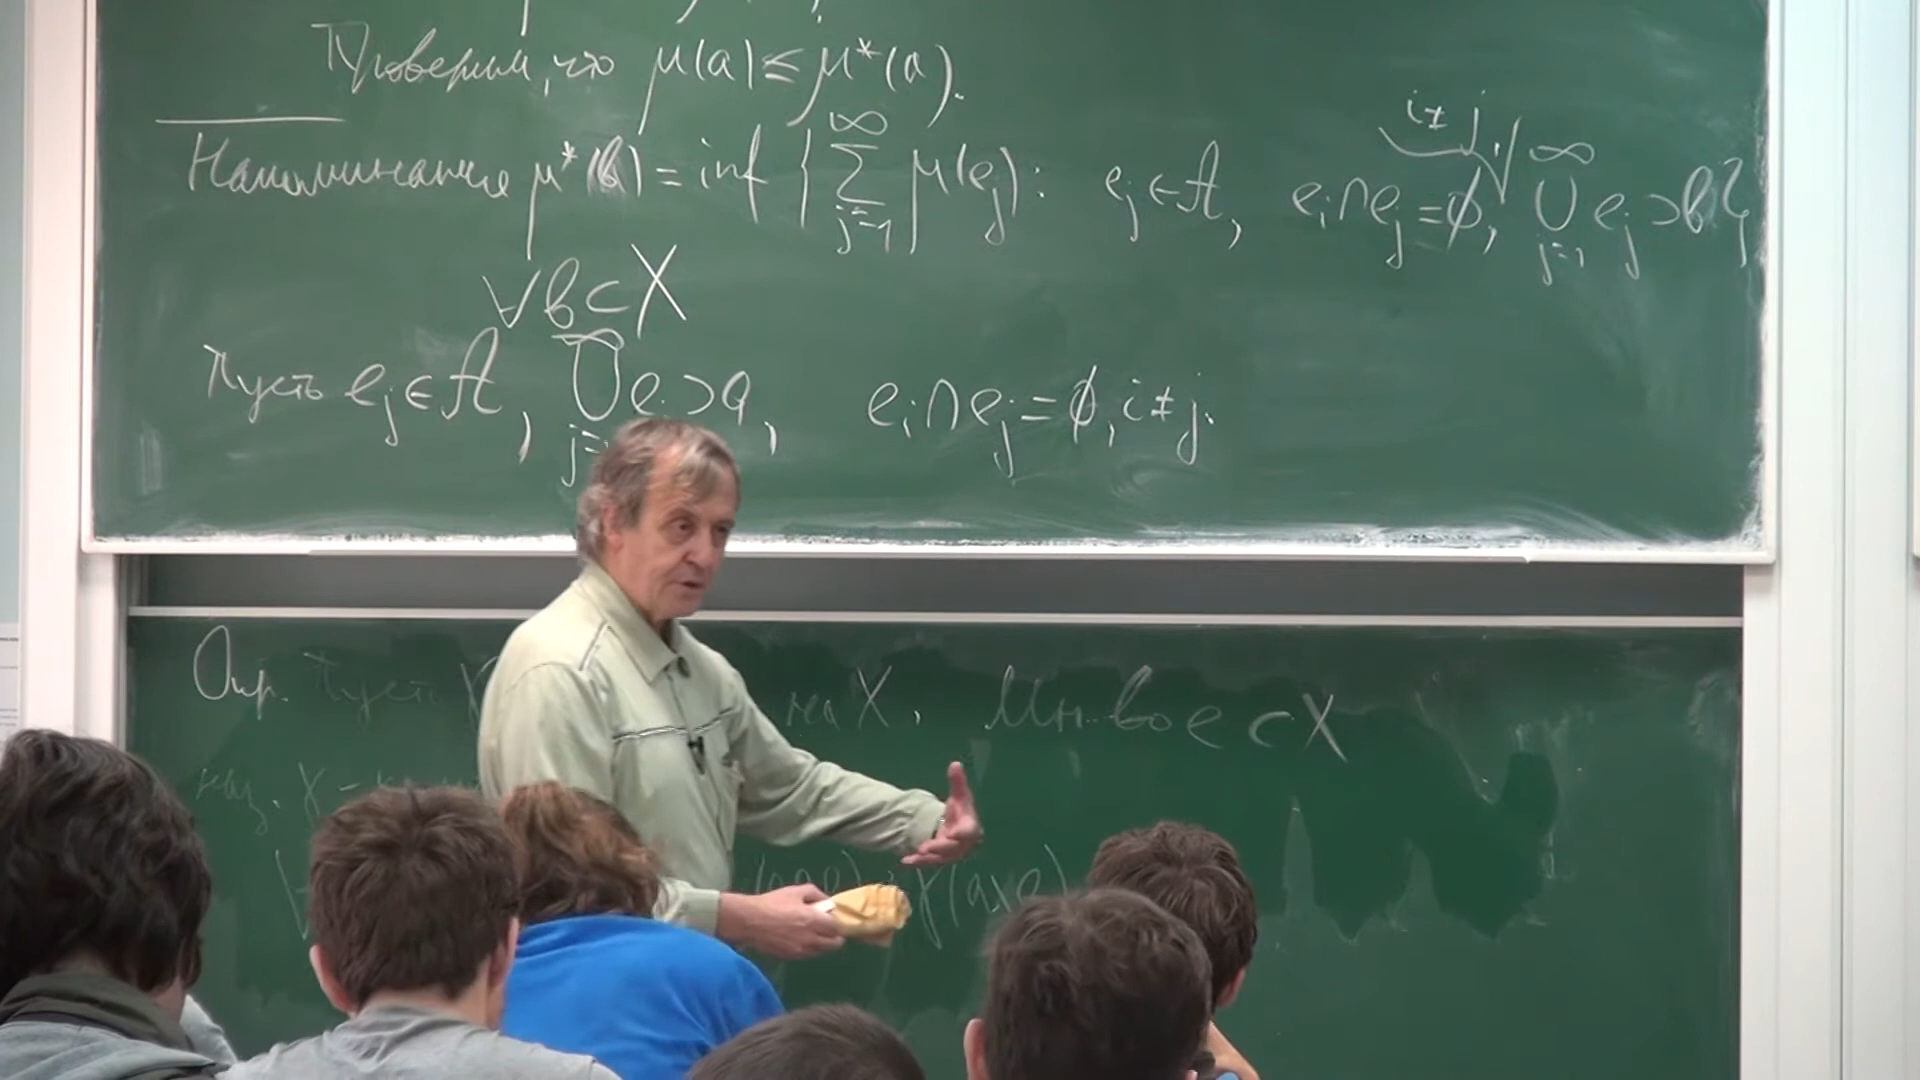 Проверим, что μ(a) ≤ μ*(a).
Напоминание μ*(b) = inf { ∑_{j=1}^{∞} μ(e_j) : e_j ∈ A, e_i ∩ e_j = ∅, i ≠ j, ⋃_{j=1}^{∞} e_j ⊃ b }
∀ b ⊂ X
Пусть e_j ∈ A, ⋃_{j=1}^{∞} e_j ⊃ a, e_i ∩ e_j = ∅, i ≠ j.
Опр. Пусть γ на X. Мн-во e ⊂ X
наз. γ-
(a∩e) + γ(a\e)